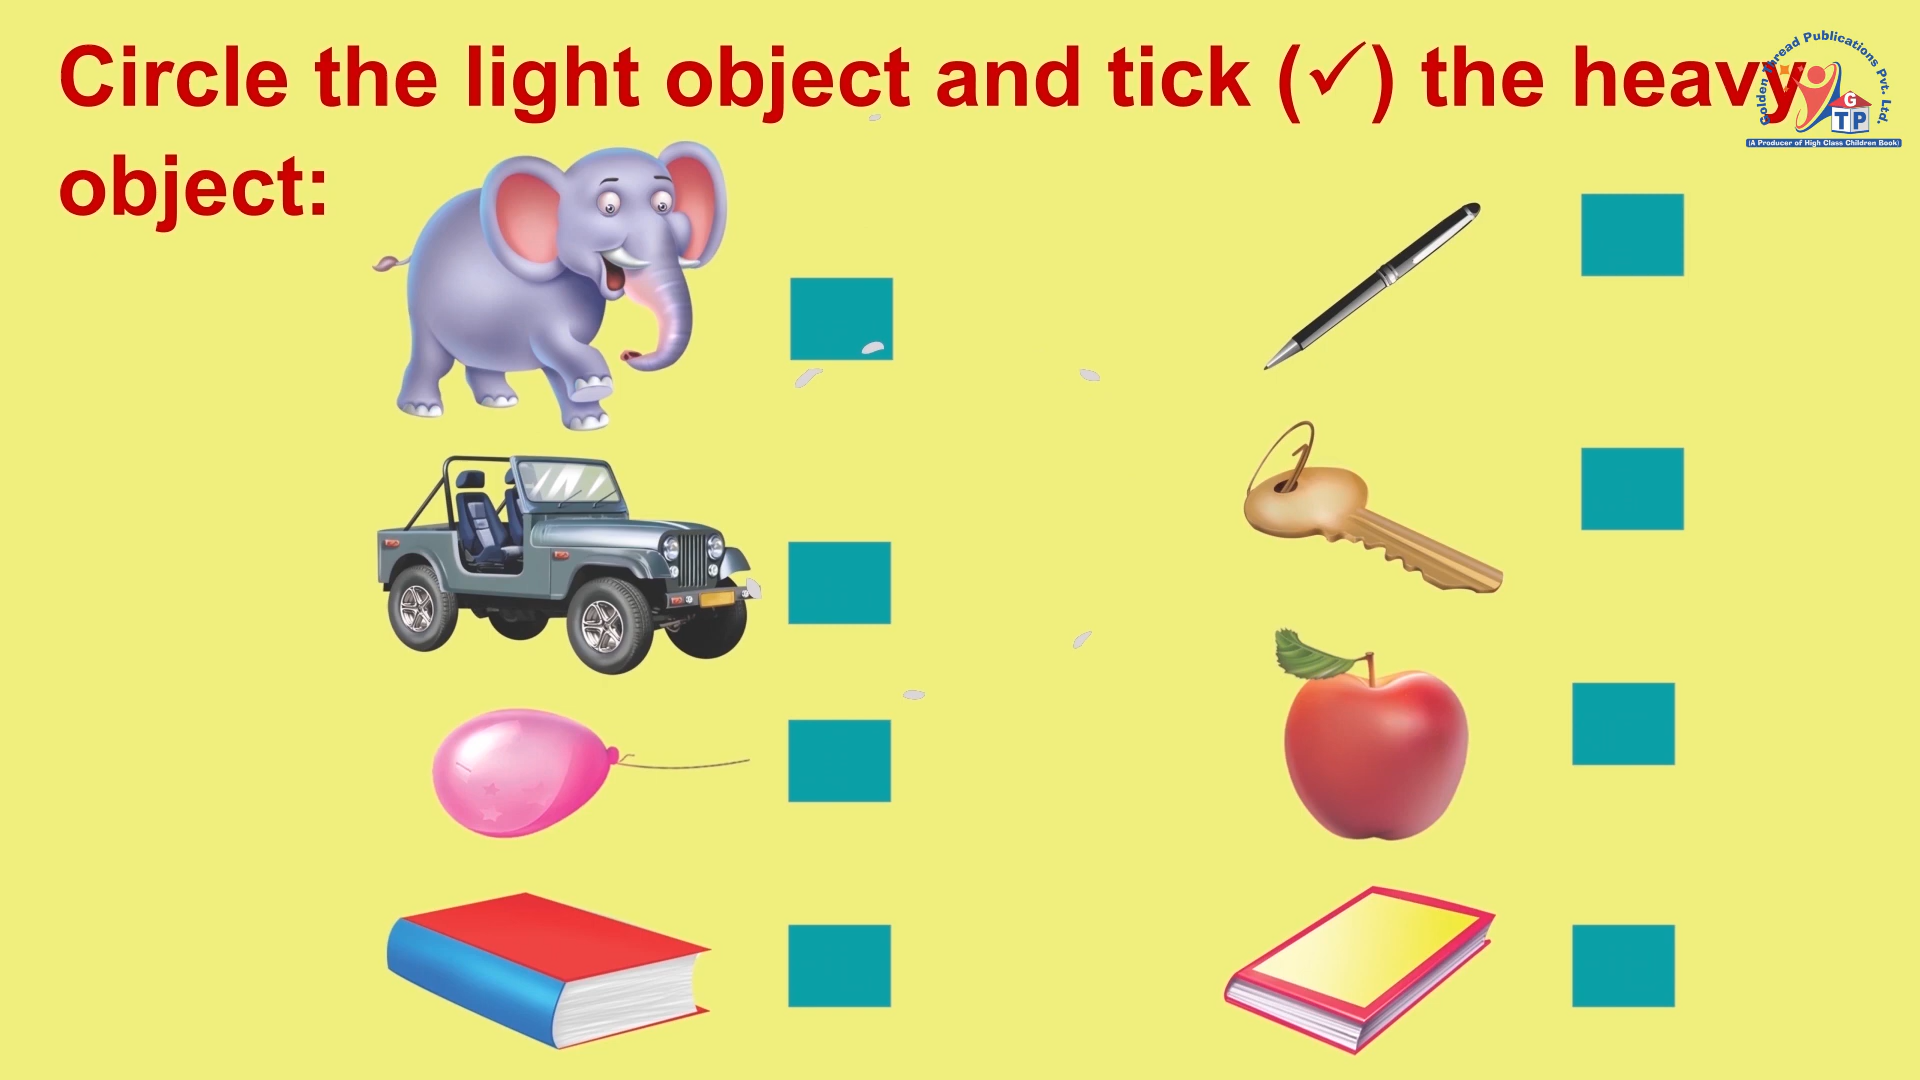 Circle the light object and tick (✓) the heavy
object:
Golden Thread Publications Pvt. Ltd.
G
T P
(A Producer of High Class Children Book)